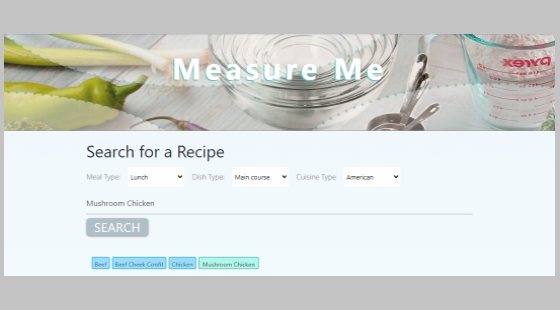 Measure Me
PYREX
Search for a Recipe
Meal Type: Lunch Dish Type: Main course Cuisine Type: American
Mushroom Chicken
SEARCH
Beef Beef Cheek Confit Chicken Mushroom Chicken